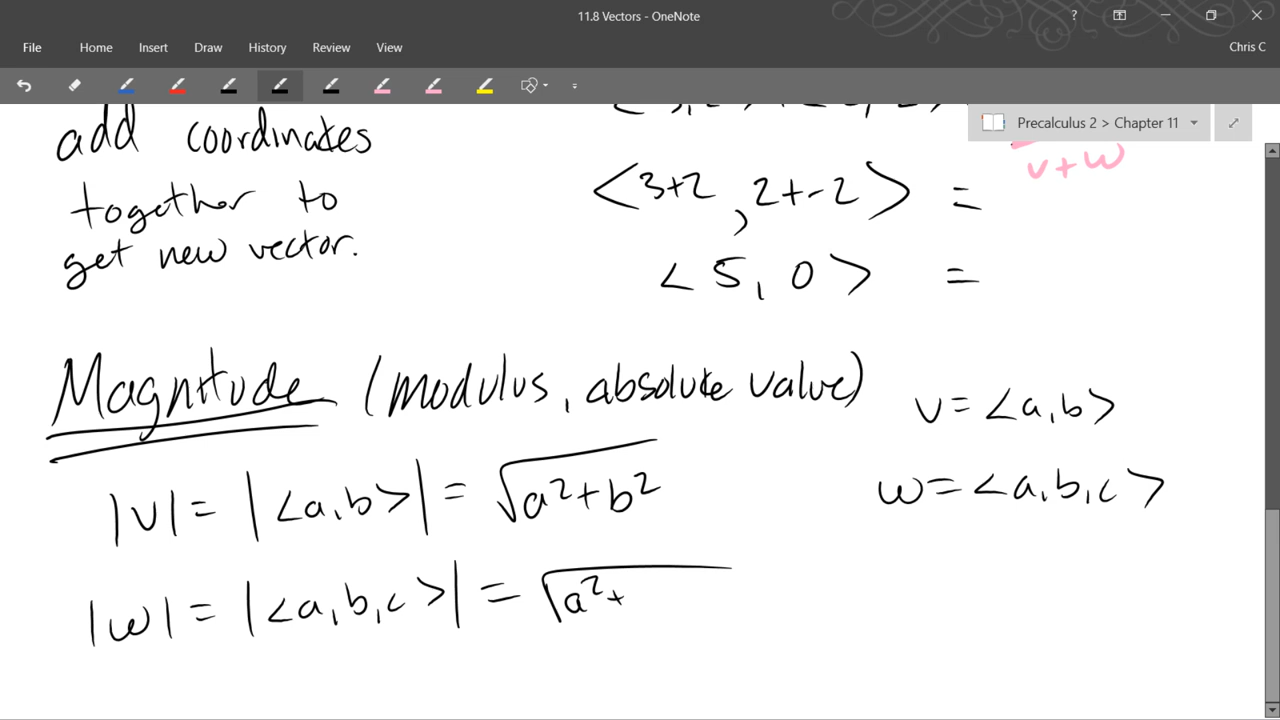 11.8 Vectors - OneNote
?
File Home Insert Draw History Review View
Chris C
Precalculus 2 > Chapter 11
add coordinates
together to
get new vector.
v+w
<3+2, 2+-2> =
<5, 0> =
Magnitude (modulus, absolute value)
v=<a,b>
w=<a,b,c>
|v| = |<a,b>| = √a²+b²
|w| = |<a,b,c>| = √a²+